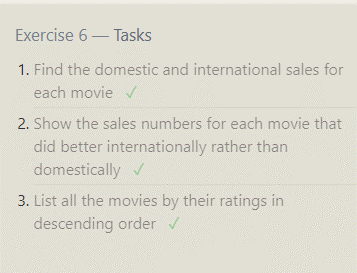 Exercise 6 — Tasks
1. Find the domestic and international sales for
each movie ✓
2. Show the sales numbers for each movie that
did better internationally rather than
domestically ✓
3. List all the movies by their ratings in
descending order ✓